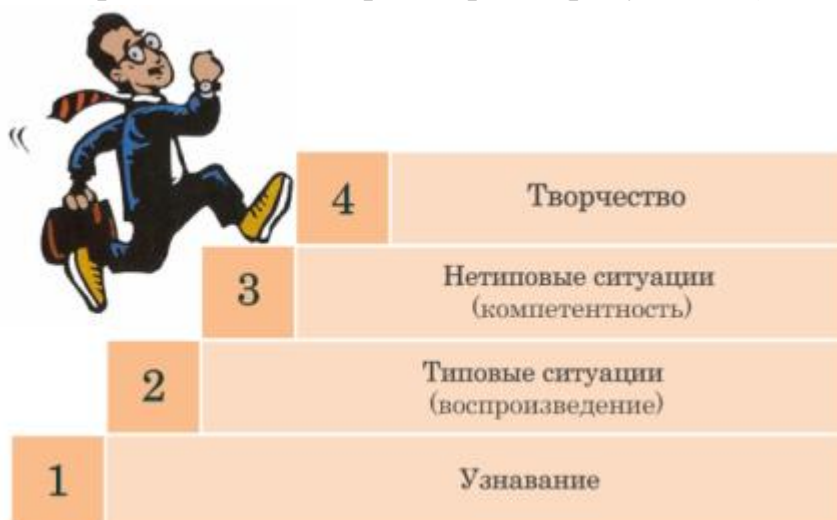 4 Творчество
3 Нетиповые ситуации
(компетентность)
2 Типовые ситуации
(воспроизведение)
1 Узнавание